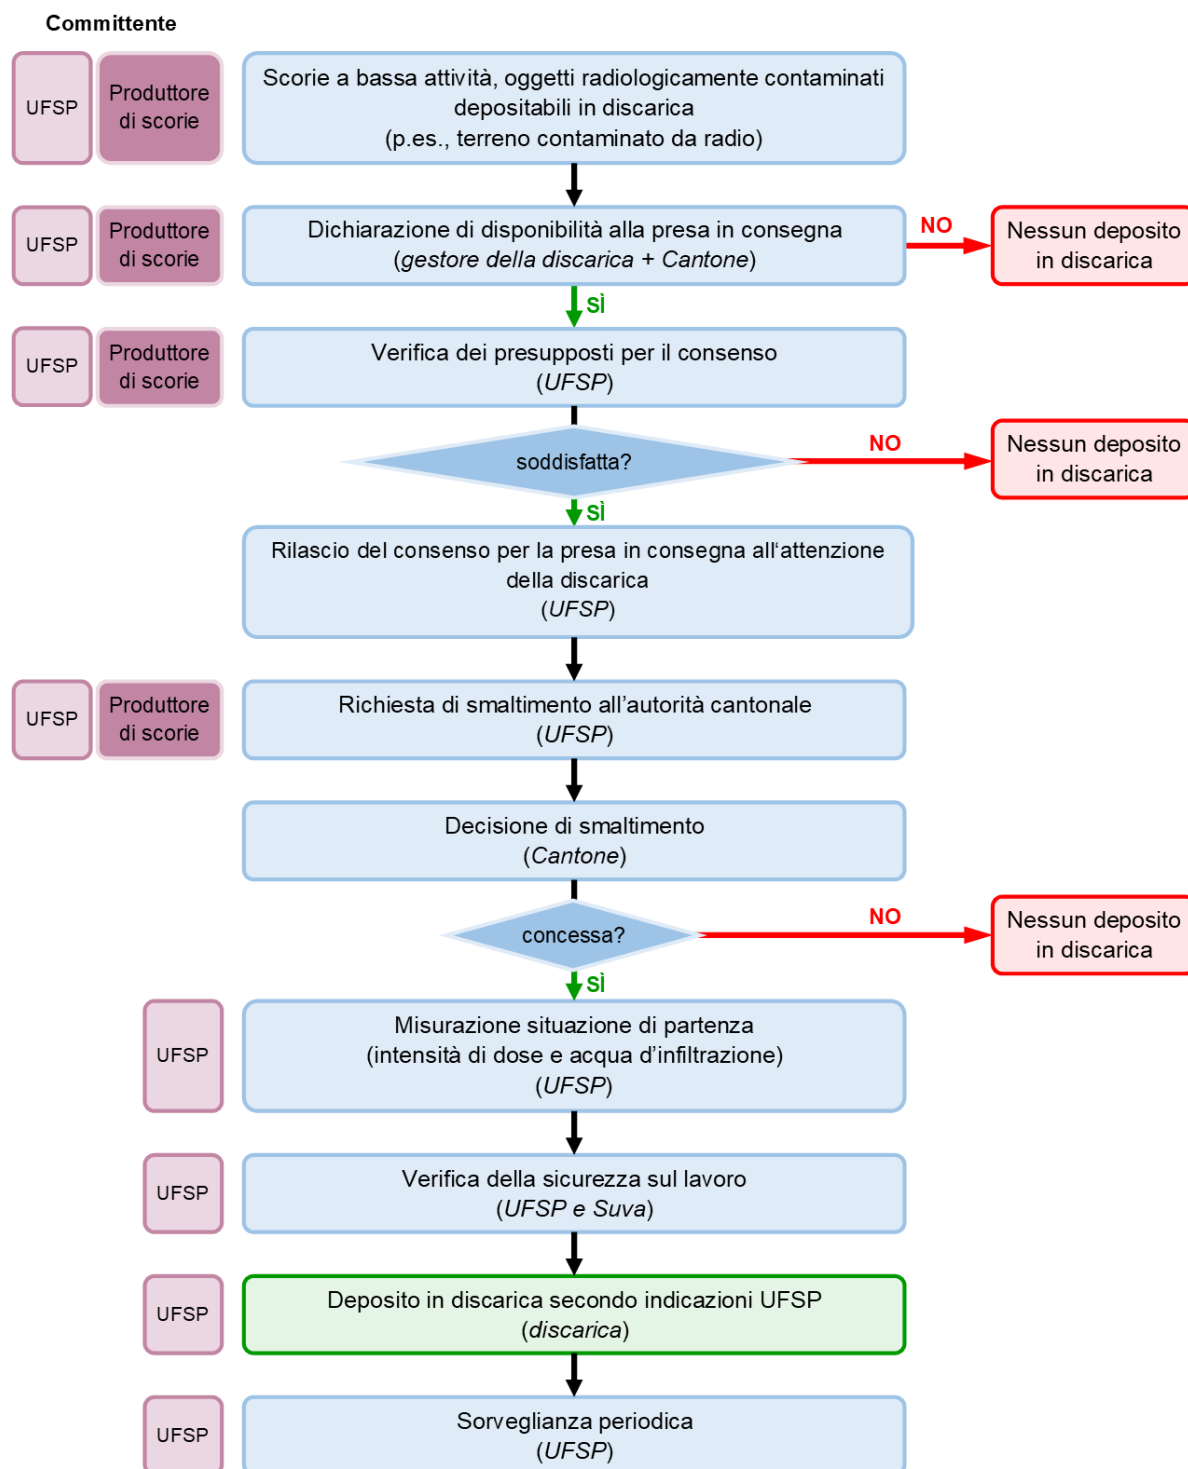 Committente
UFSP
Produttore
di scorie
Scorie a bassa attività, oggetti radiologicamente contaminati
depositabili in discarica
(p.es., terreno contaminato da radio)
UFSP
Produttore
di scorie
Dichiarazione di disponibilità alla presa in consegna
(gestore della discarica + Cantone)
NO
Nessun deposito
in discarica
SÌ
UFSP
Produttore
di scorie
Verifica dei presupposti per il consenso
(UFSP)
soddisfatta?
NO
Nessun deposito
in discarica
SÌ
Rilascio del consenso per la presa in consegna all‘attenzione
della discarica
(UFSP)
UFSP
Produttore
di scorie
Richiesta di smaltimento all’autorità cantonale
(UFSP)
Decisione di smaltimento
(Cantone)
concessa?
NO
Nessun deposito
in discarica
SÌ
UFSP
Misurazione situazione di partenza
(intensità di dose e acqua d’infiltrazione)
(UFSP)
UFSP
Verifica della sicurezza sul lavoro
(UFSP e Suva)
UFSP
Deposito in discarica secondo indicazioni UFSP
(discarica)
UFSP
Sorveglianza periodica
(UFSP)